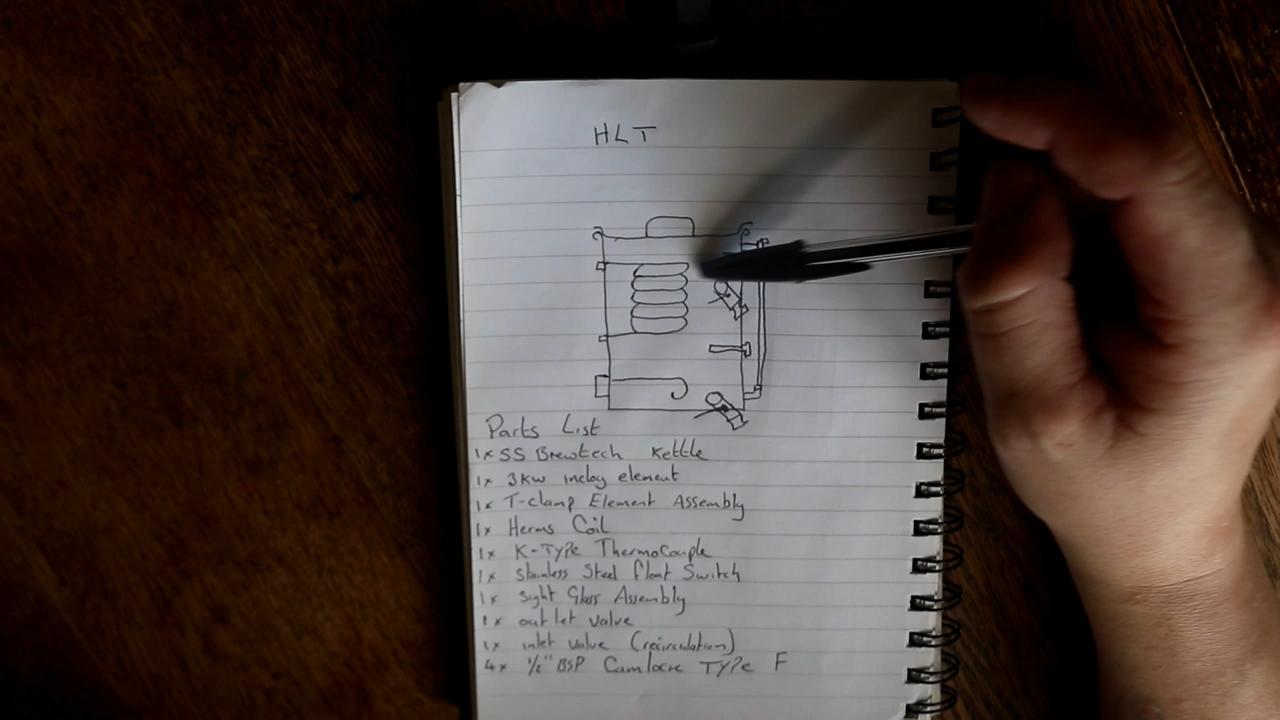 HLT
Parts List
1x SS Brewtech Kettle
1x 3Kw incloy element
1x T-clamp Element Assembly
1x Herms Coil
1x K-Type ThermoCouple
1x Stainless Steel float Switch
1x Sight Glass Assembly
1x outlet valve
1x inlet valve (recirculation)
4x 1/2" BSP Camlock TYPE F